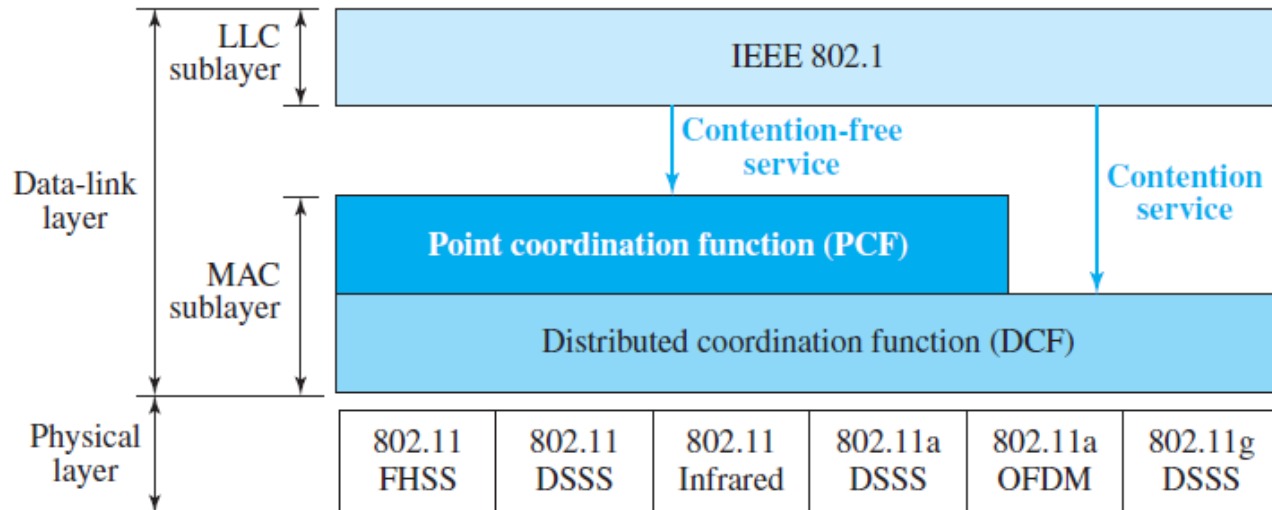 LLC
sublayer
IEEE 802.1
Contention-free
service
Contention
service
Data-link
layer
MAC
sublayer
Point coordination function (PCF)
Distributed coordination function (DCF)
Physical
layer
802.11
FHSS
802.11
DSSS
802.11
Infrared
802.11a
DSSS
802.11a
OFDM
802.11g
DSSS